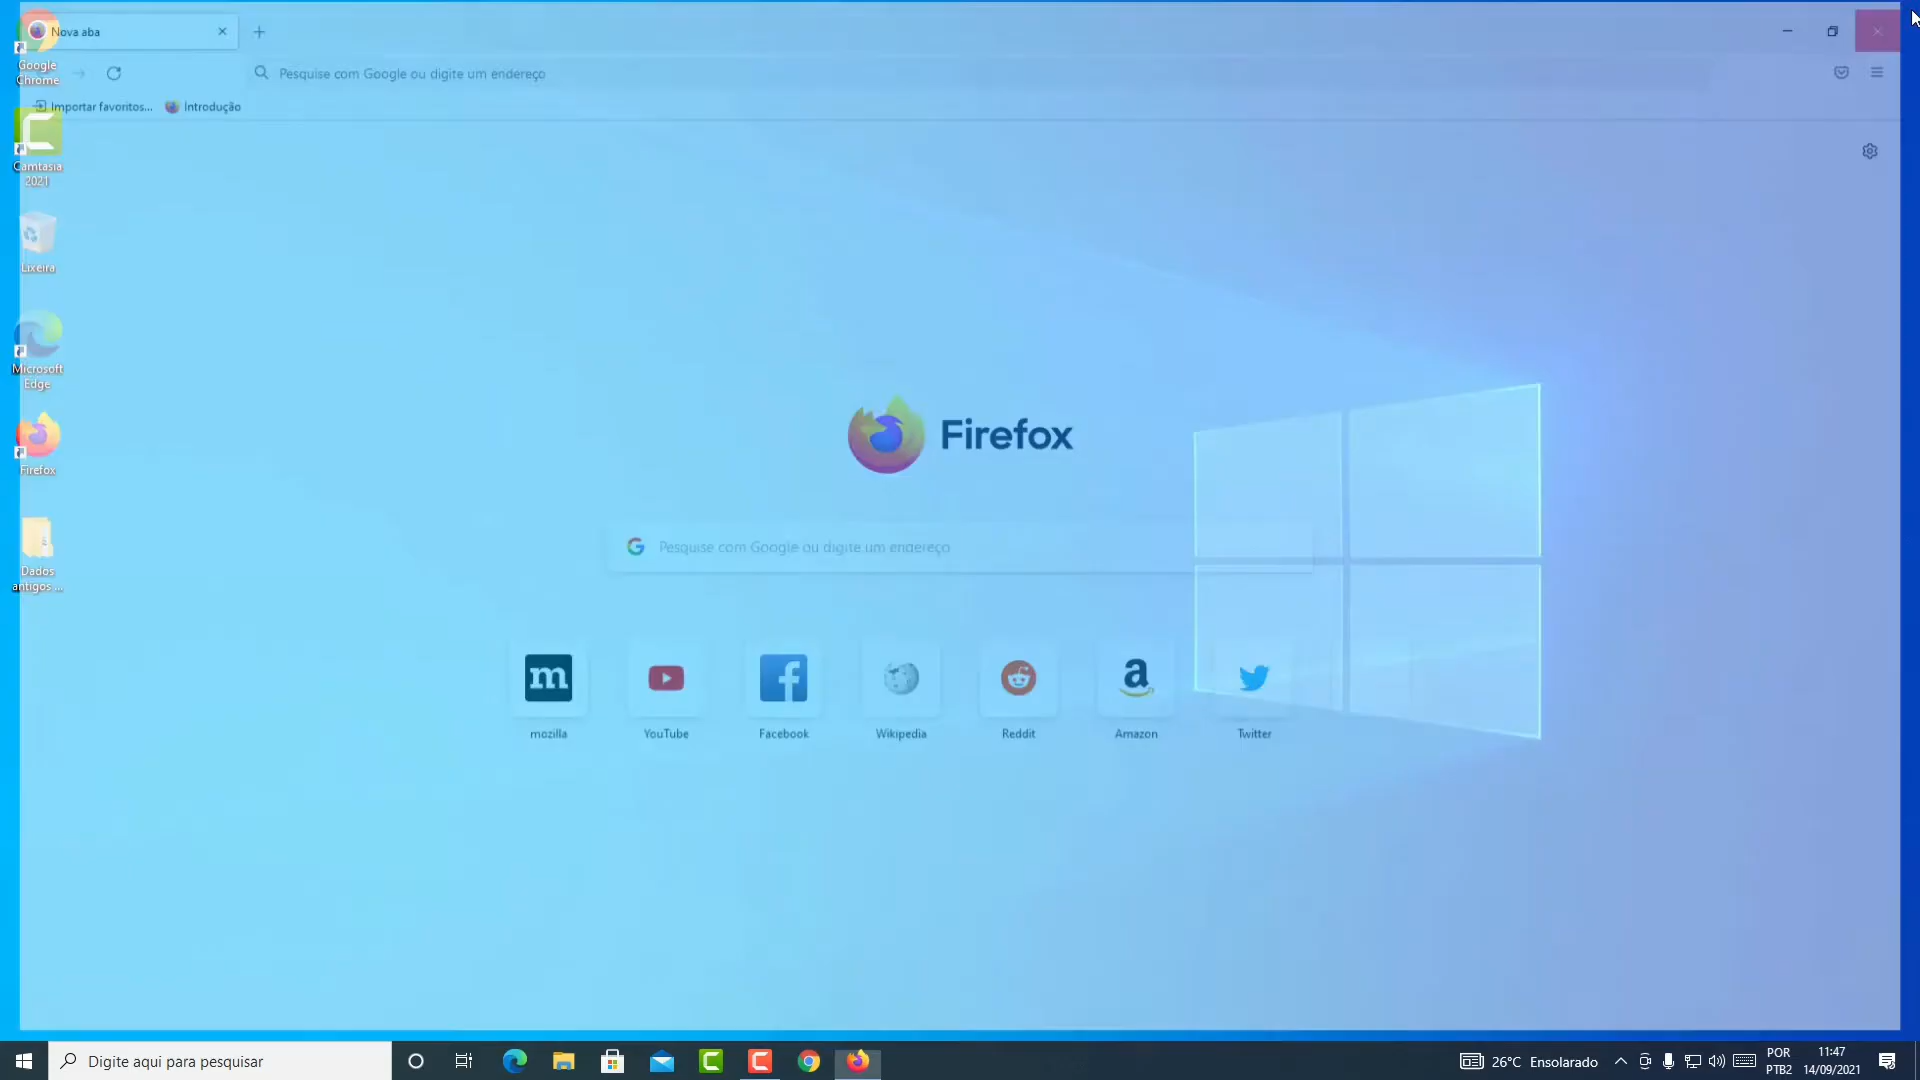 Nova aba
Google
Chrome
Pesquise com Google ou digite um endereço
Importar favoritos...
Introdução
Camtasia
2021
Lixeira
Microsoft
Edge
Firefox
Dados
antigos ...
Firefox
Pesquise com Google ou digite um endereço
m
a
mozilla
YouTube
Facebook
Wikipedia
Reddit
Amazon
Twitter
Digite aqui para pesquisar
26°C Ensolarado
POR
PTB2
11:47
14/09/2021